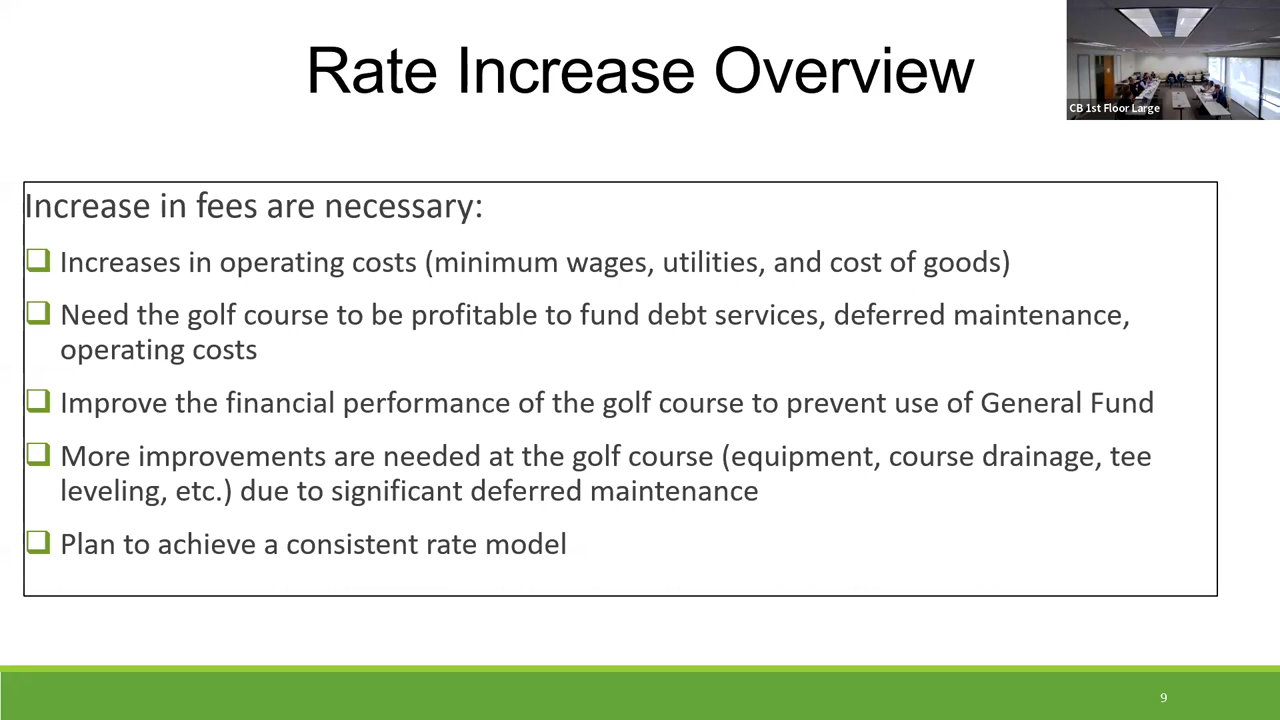 Rate Increase Overview
CB 1st Floor Large
Increase in fees are necessary:
Increases in operating costs (minimum wages, utilities, and cost of goods)
Need the golf course to be profitable to fund debt services, deferred maintenance,
operating costs
Improve the financial performance of the golf course to prevent use of General Fund
More improvements are needed at the golf course (equipment, course drainage, tee
leveling, etc.) due to significant deferred maintenance
Plan to achieve a consistent rate model
9